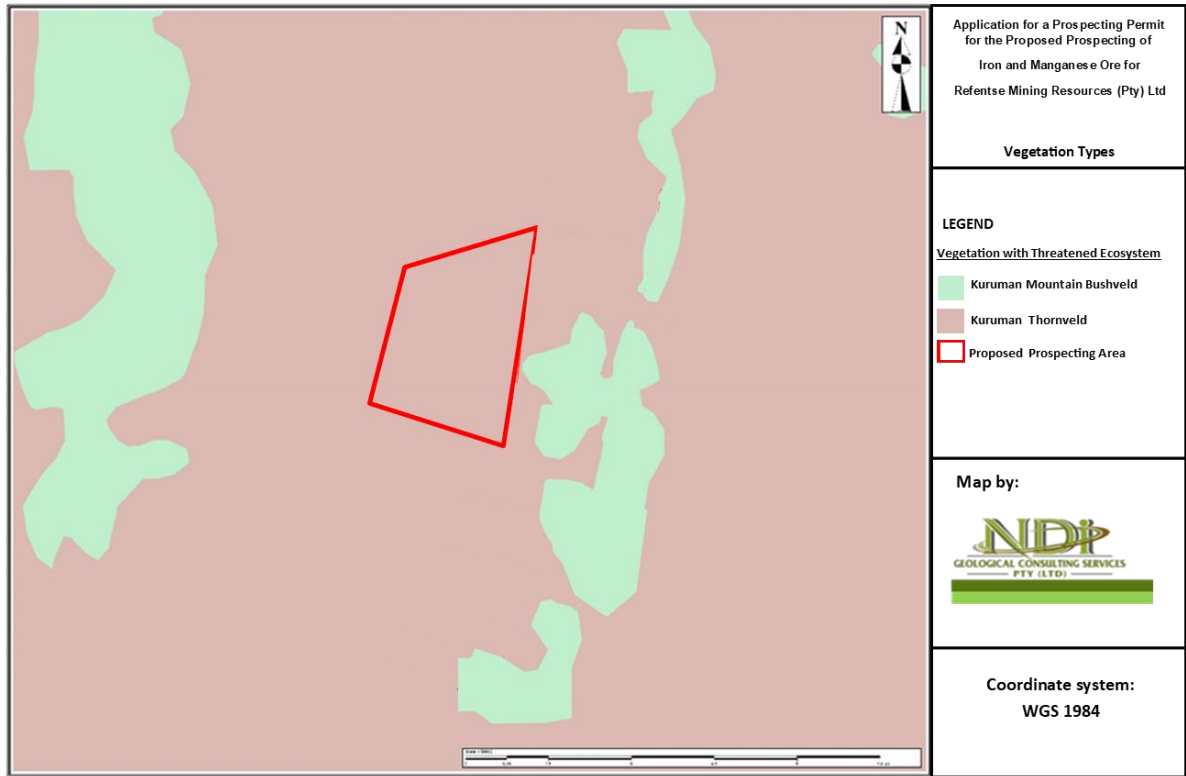 N
Application for a Prospecting Permit
for the Proposed Prospecting of
Iron and Manganese Ore for
Refentse Mining Resources (Pty) Ltd
Vegetation Types
LEGEND
Vegetation with Threatened Ecosystem
Kuruman Mountain Bushveld
Kuruman Thornveld
Proposed Prospecting Area
Map by:
NDi
GEOLOGICAL CONSULTING SERVICES
PTY (LTD)
Coordinate system:
WGS 1984